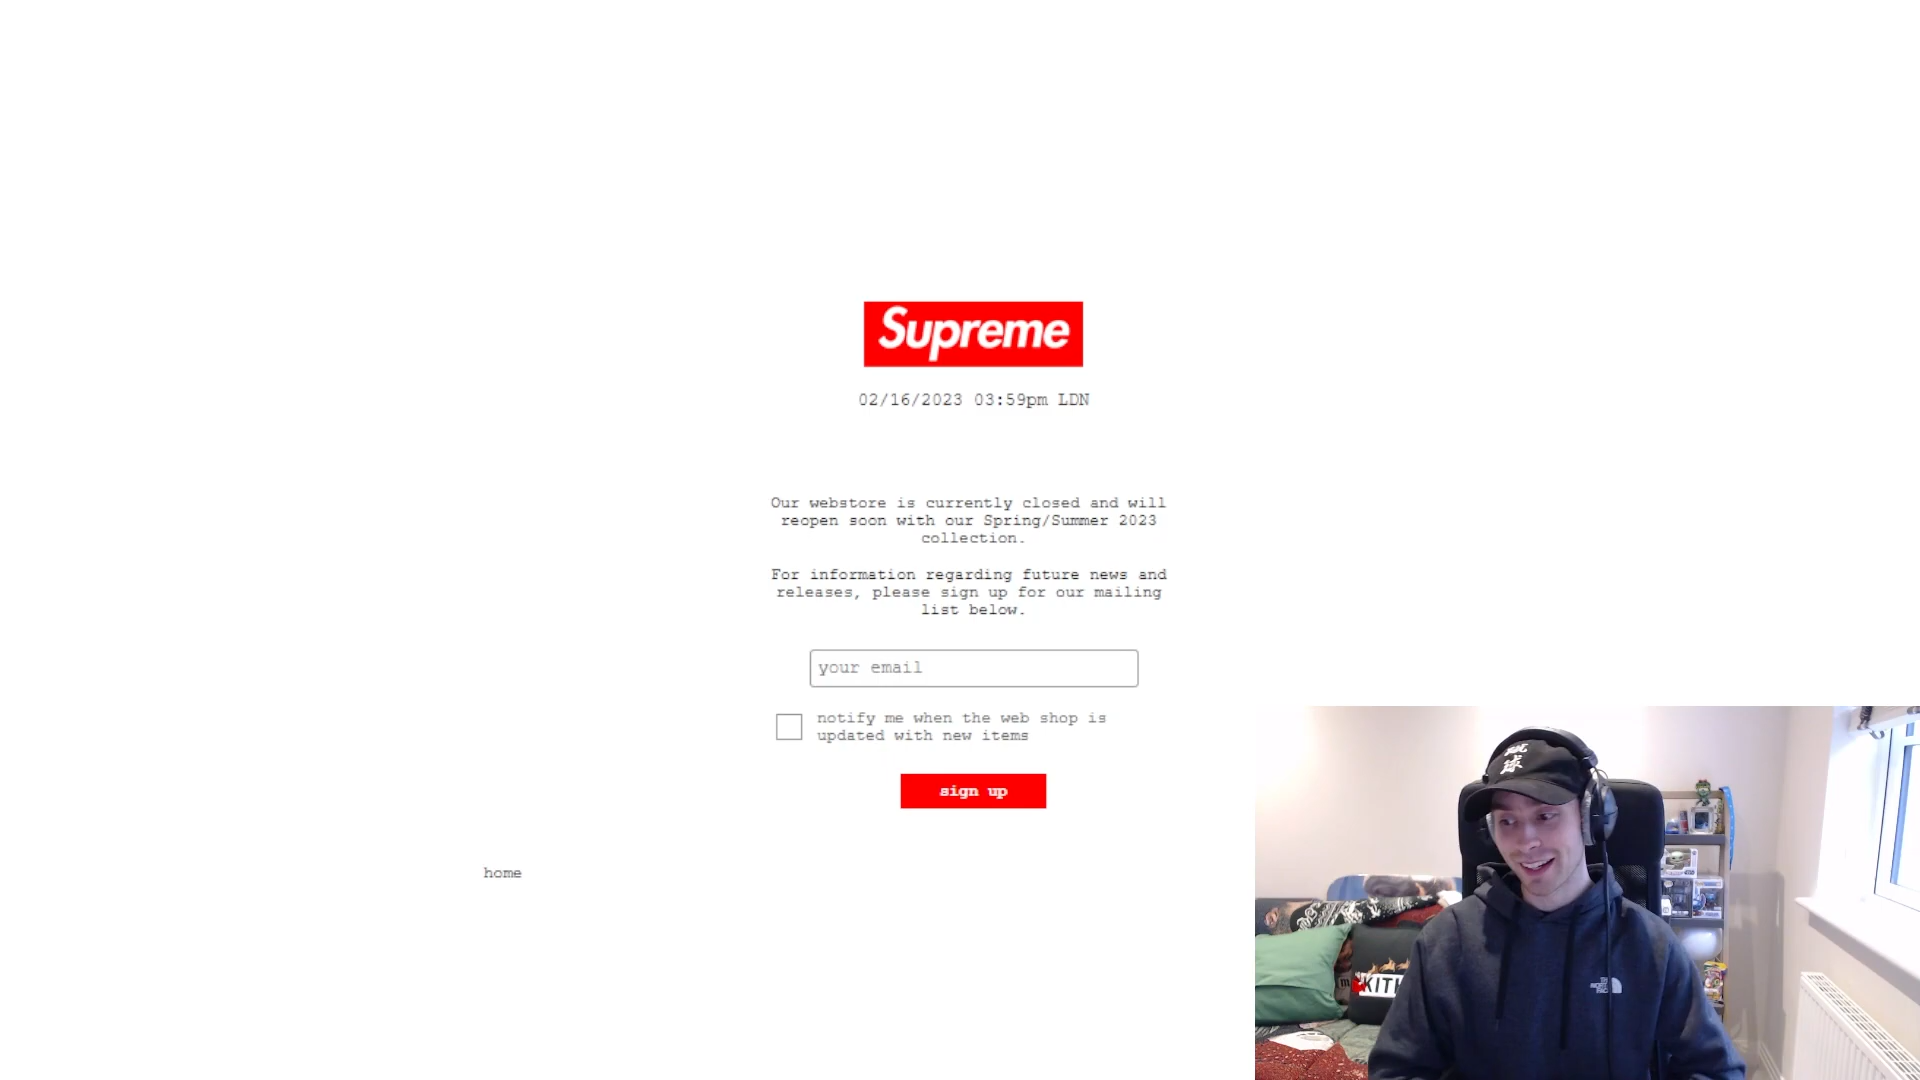 Supreme
02/16/2023 03:59pm LDN
Our webstore is currently closed and will
reopen soon with our Spring/Summer 2023
collection.
For information regarding future news and
releases, please sign up for our mailing
list below.
your email
notify me when the web shop is
updated with new items
sign up
home
KITH